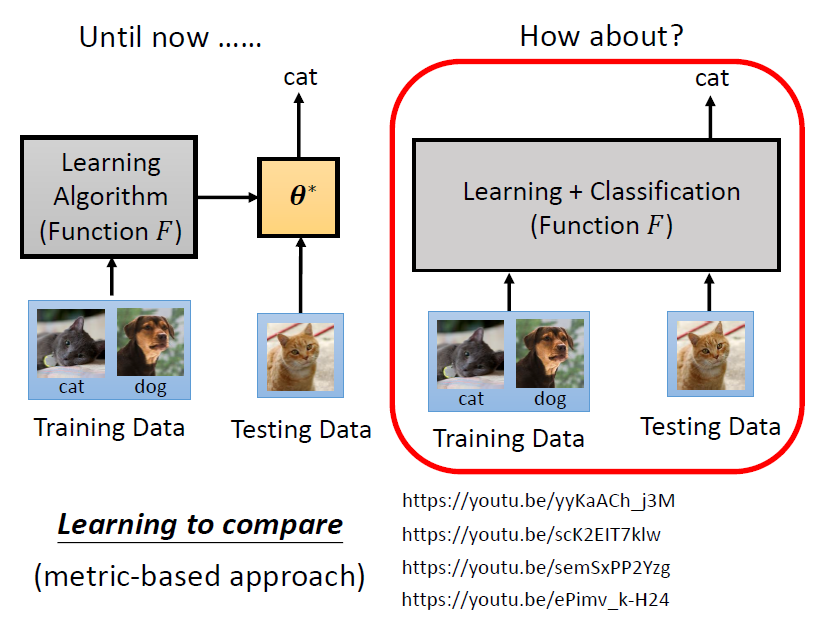 Until now ……
cat
Learning
Algorithm
(Function F)
θ*
cat dog
Training Data
Testing Data
How about?
cat
Learning + Classification
(Function F)
cat dog
Training Data
Testing Data
Learning to compare
(metric-based approach)
https://youtu.be/yyKaACh_j3M
https://youtu.be/scK2EIT7klw
https://youtu.be/semSxPP2Yzg
https://youtu.be/ePimv_k-H24